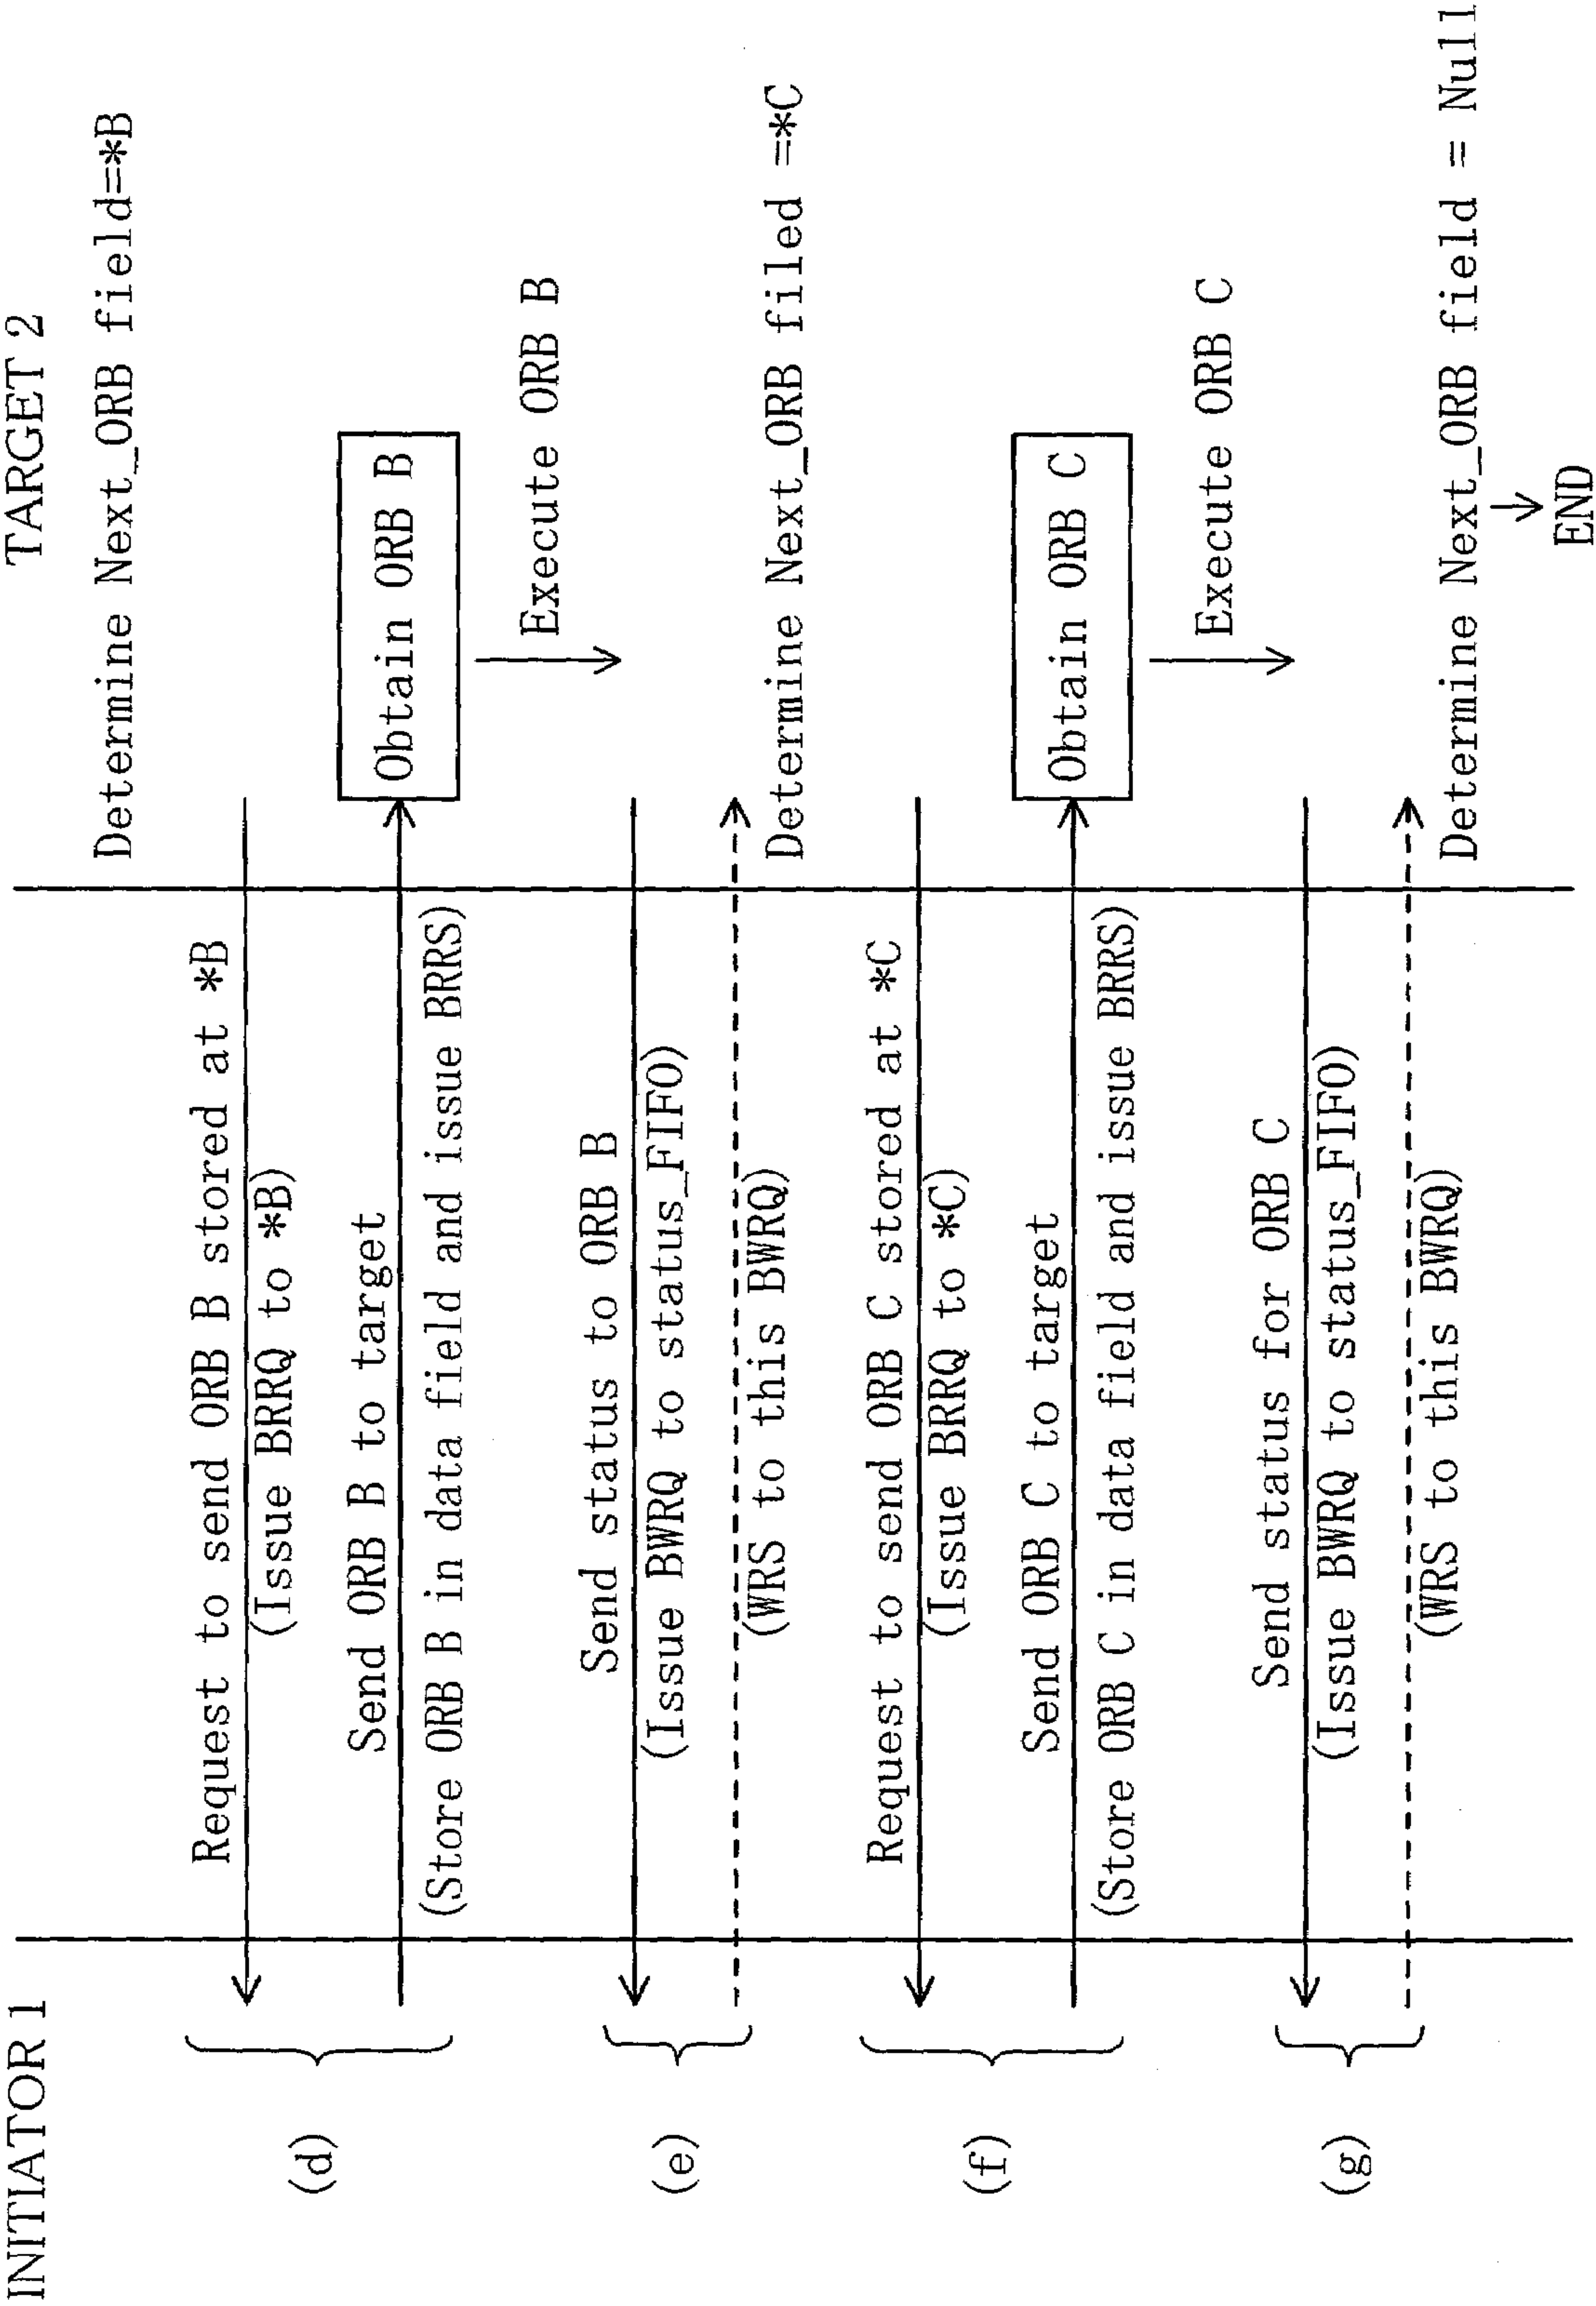 INITIATOR 1
TARGET 2
Determine Next_ORB field=*B
(d)
Request to send ORB B stored at *B
(Issue BRRQ to *B)
Send ORB B to target
(Store ORB B in data field and issue BRRS)
Obtain ORB B
Execute ORB B
(e)
Send status to ORB B
(Issue BWRQ to status_FIFO)
(WRS to this BWRQ)
Determine Next_ORB filed =*C
(f)
Request to send ORB C stored at *C
(Issue BRRQ to *C)
Send ORB C to target
(Store ORB C in data field and issue BRRS)
Obtain ORB C
Execute ORB C
(g)
Send status for ORB C
(Issue BWRQ to status_FIFO)
(WRS to this BWRQ)
Determine Next_ORB field = Null
END